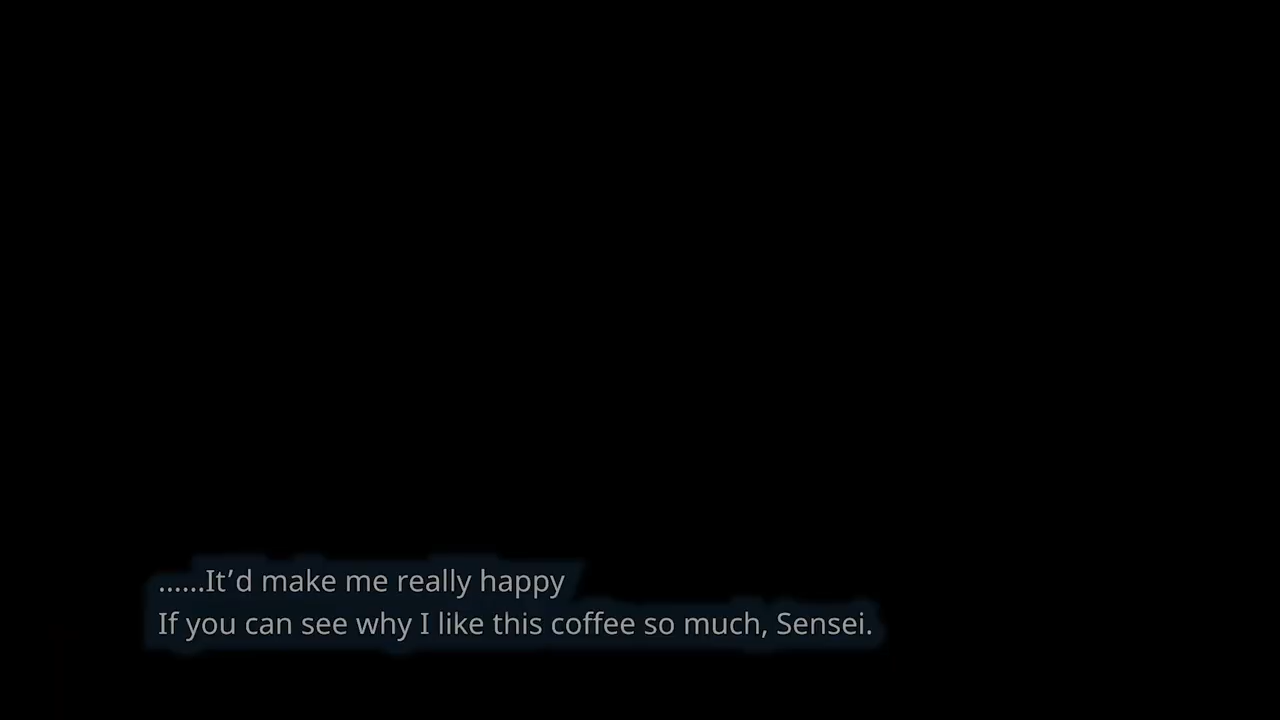 ......It’d make me really happy
If you can see why I like this coffee so much, Sensei.